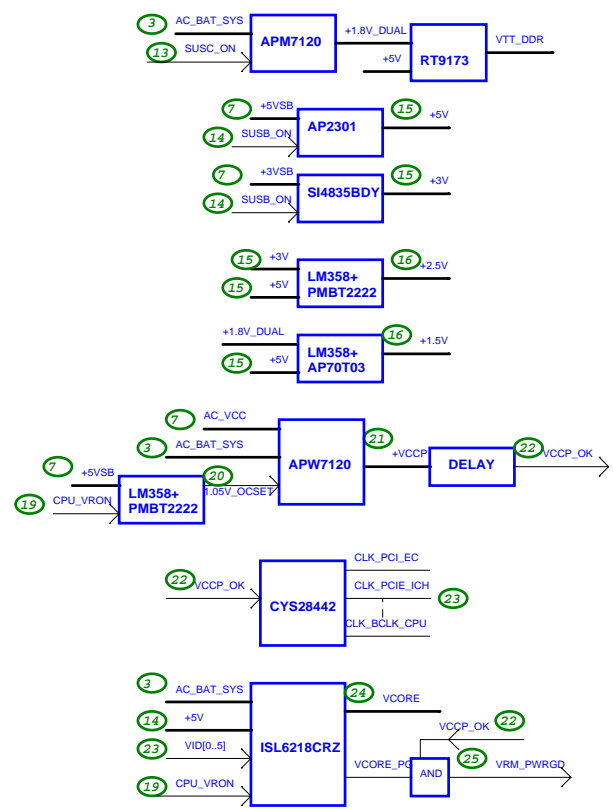 3 AC_BAT_SYS
13 SUSC_ON
APM7120
+1.8V_DUAL
+5V
RT9173
VTT_DDR
7 +5VSB
14 SUSB_ON
AP2301
15 +5V
7 +3VSB
14 SUSB_ON
SI4835BDY
15 +3V
15 +3V
15 +5V
LM358+
PMBT2222
16 +2.5V
+1.8V_DUAL
15 +5V
LM358+
AP70T03
16 +1.5V
7 AC_VCC
3 AC_BAT_SYS
7 +5VSB
19 CPU_VRON
LM358+
PMBT2222
20
1.05V_OCSET
APW7120
21
+VCCP
DELAY
22 VCCP_OK
22 VCCP_OK
CYS28442
CLK_PCI_EC
CLK_PCIE_ICH
23
CLK_BCLK_CPU
3 AC_BAT_SYS
14 +5V
23 VID[0..5]
19 CPU_VRON
ISL6218CRZ
24 VCORE
VCCP_OK 22
VCORE_PG
AND
25
VRM_PWRGD